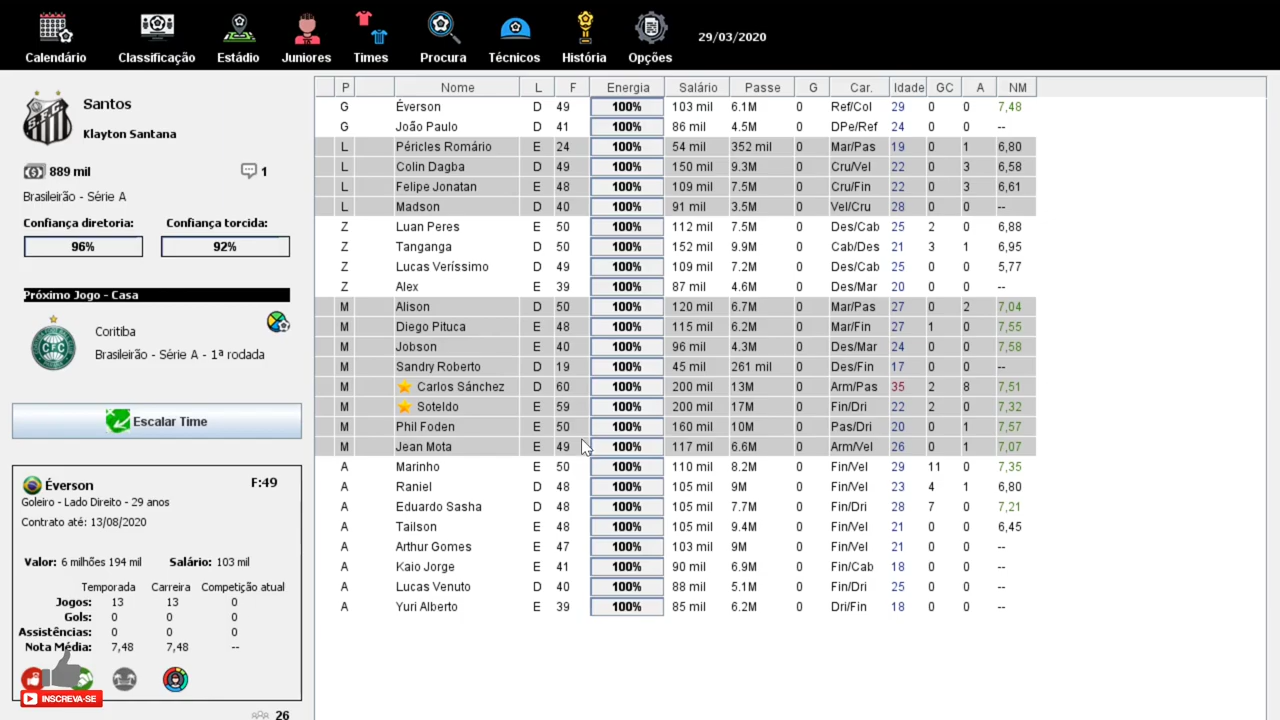 Calendário Classificação Estádio Juniores Times Procura Técnicos História Opções 29/03/2020
Santos
Klayton Santana
889 mil 1
Brasileirão - Série A
Confiança diretoria: Confiança torcida:
96% 92%
Próximo Jogo - Casa
Coritiba
Brasileirão - Série A - 1ª rodada
CFC
Escalar Time
Éverson F:49
Goleiro - Lado Direito - 29 anos
Contrato até: 13/08/2020
Valor: 6 milhões 194 mil Salário: 103 mil
Temporada Carreira Competição atual
Jogos: 13 13 0
Gols: 0 0 0
Assistências: 0 0 0
Nota Média: 7,48 7,48 --
INSCREVA-SE
26
P Nome L F Energia Salário Passe G Car. Idade GC A NM
G Éverson D 49 100% 103 mil 6.1M 0 Ref/Col 29 0 0 7,48
G João Paulo D 41 100% 86 mil 4.5M 0 DPe/Ref 24 0 0 --
L Péricles Romário E 24 100% 54 mil 352 mil 0 Mar/Pas 19 0 1 6,80
L Colin Dagba D 49 100% 150 mil 9.3M 0 Cru/Vel 22 0 3 6,58
L Felipe Jonatan E 48 100% 109 mil 7.5M 0 Cru/Fin 22 0 3 6,61
L Madson D 40 100% 91 mil 3.5M 0 Vel/Cru 28 0 0 --
Z Luan Peres E 50 100% 112 mil 7.5M 0 Des/Cab 25 2 0 6,88
Z Tanganga D 50 100% 152 mil 9.9M 0 Cab/Des 21 3 1 6,95
Z Lucas Veríssimo D 49 100% 109 mil 7.2M 0 Des/Cab 25 0 0 5,77
Z Alex E 39 100% 87 mil 4.6M 0 Des/Mar 20 0 0 --
M Alison D 50 100% 120 mil 6.7M 0 Mar/Pas 27 0 2 7,04
M Diego Pituca E 48 100% 115 mil 6.2M 0 Mar/Fin 27 1 0 7,55
M Jobson E 40 100% 96 mil 4.3M 0 Des/Mar 24 0 0 7,58
M Sandry Roberto D 19 100% 45 mil 261 mil 0 Des/Fin 17 0 0 --
M Carlos Sánchez D 60 100% 200 mil 13M 0 Arm/Pas 35 2 8 7,51
M Soteldo E 59 100% 200 mil 17M 0 Fin/Dri 22 2 0 7,32
M Phil Foden E 50 100% 160 mil 10M 0 Pas/Dri 20 0 1 7,57
M Jean Mota E 49 100% 117 mil 6.6M 0 Arm/Vel 26 0 1 7,07
A Marinho E 50 100% 110 mil 8.2M 0 Fin/Vel 29 11 0 7,35
A Raniel D 48 100% 105 mil 9M 0 Fin/Vel 23 4 1 6,80
A Eduardo Sasha D 48 100% 105 mil 7.7M 0 Fin/Dri 28 7 0 7,21
A Tailson E 48 100% 105 mil 9.4M 0 Fin/Vel 21 0 0 6,45
A Arthur Gomes E 47 100% 103 mil 9M 0 Fin/Vel 21 0 0 --
A Kaio Jorge E 41 100% 90 mil 6.9M 0 Fin/Cab 18 0 0 --
A Lucas Venuto D 40 100% 88 mil 5.1M 0 Fin/Dri 25 0 0 --
A Yuri Alberto E 39 100% 85 mil 6.2M 0 Dri/Fin 18 0 0 --